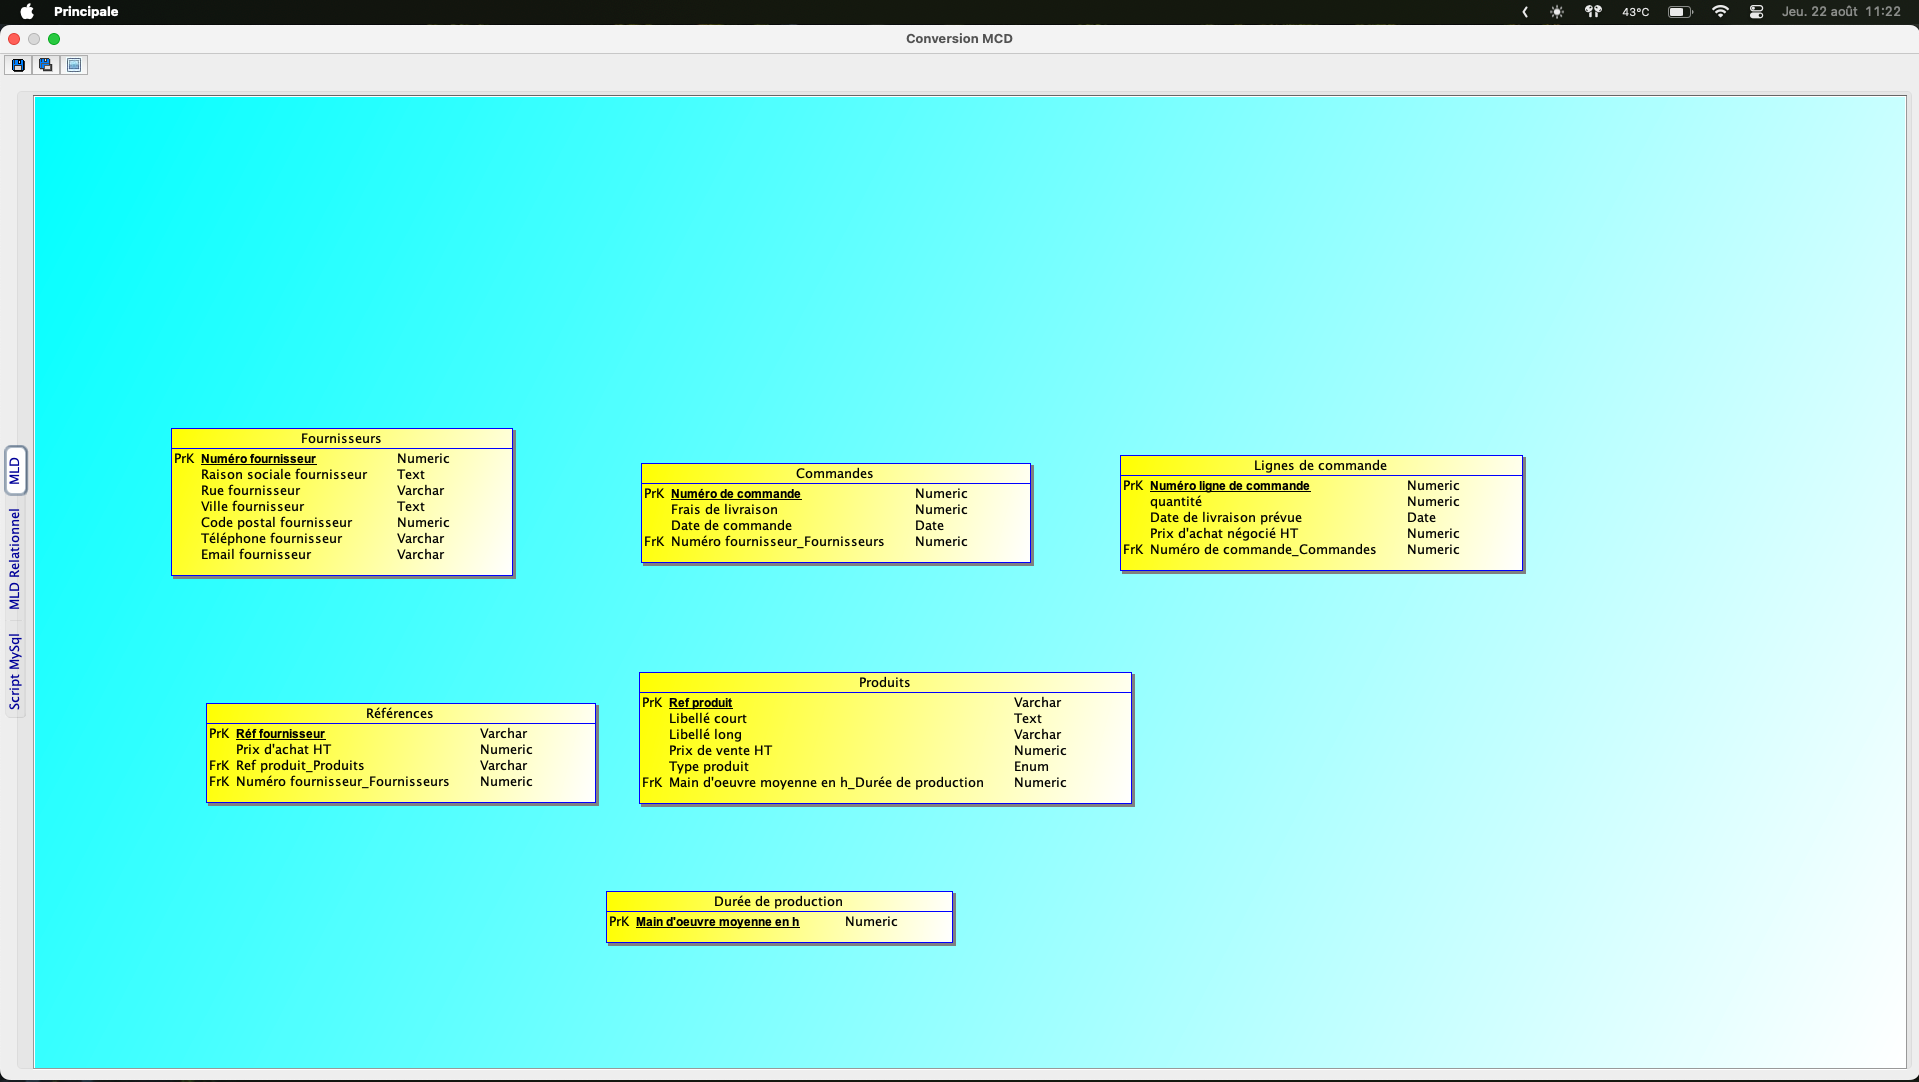 Principale
43°C
Jeu. 22 août 11:22
Conversion MCD
MLD
MLD Relationnel
Script MySql
Fournisseurs
PrK Numéro fournisseur Numeric
Raison sociale fournisseur Text
Rue fournisseur Varchar
Ville fournisseur Text
Code postal fournisseur Numeric
Téléphone fournisseur Varchar
Email fournisseur Varchar
Commandes
PrK Numéro de commande Numeric
Frais de livraison Numeric
Date de commande Date
FrK Numéro fournisseur_Fournisseurs Numeric
Lignes de commande
PrK Numéro ligne de commande Numeric
quantité Numeric
Date de livraison prévue Date
Prix d'achat négocié HT Numeric
FrK Numéro de commande_Commandes Numeric
Références
PrK Réf fournisseur Varchar
Prix d'achat HT Numeric
FrK Ref produit_Produits Varchar
FrK Numéro fournisseur_Fournisseurs Numeric
Produits
PrK Ref produit Varchar
Libellé court Text
Libellé long Varchar
Prix de vente HT Numeric
Type produit Enum
FrK Main d'oeuvre moyenne en h_Durée de production Numeric
Durée de production
PrK Main d'oeuvre moyenne en h Numeric